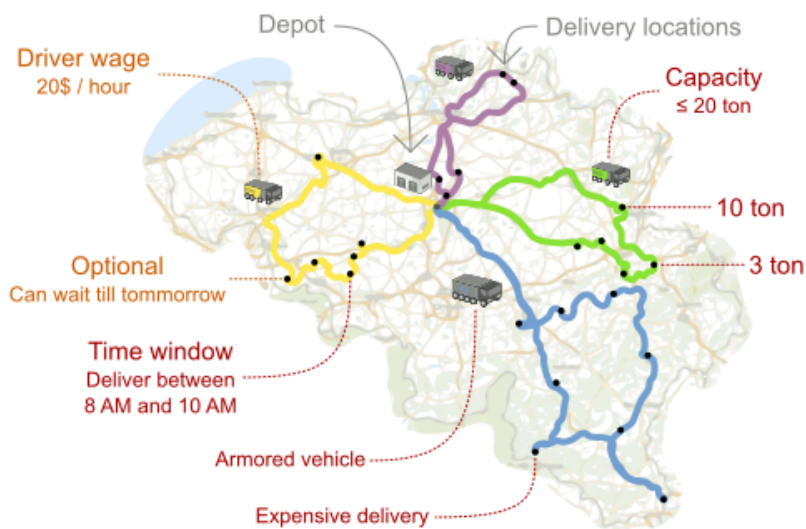 Depot
Delivery locations
Driver wage
20$ / hour
Capacity
≤ 20 ton
10 ton
3 ton
Optional
Can wait till tommorrow
Time window
Deliver between
8 AM and 10 AM
Armored vehicle
Expensive delivery